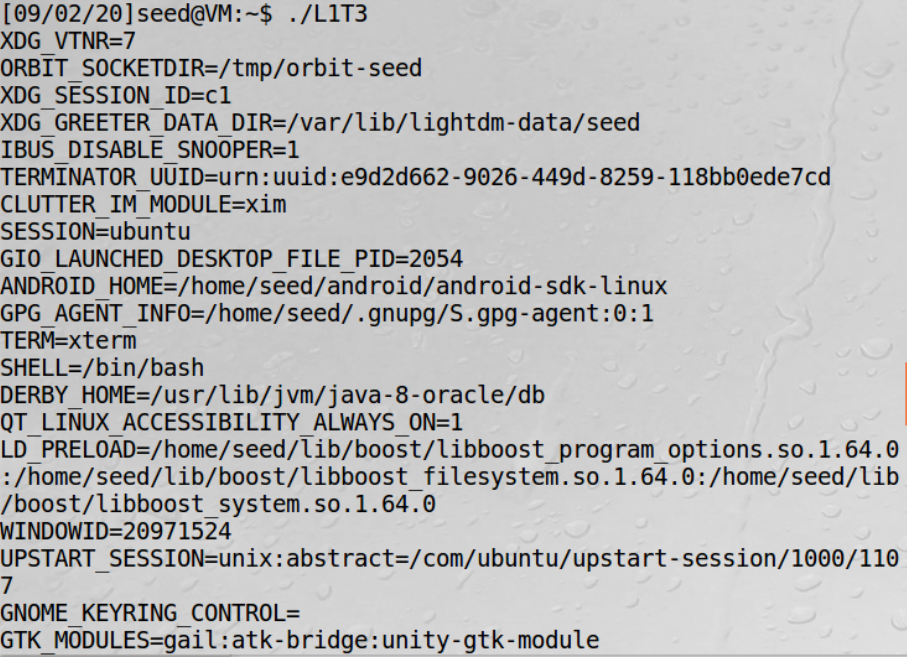 [09/02/20]seed@VM:~$ ./L1T3
XDG_VTNR=7
ORBIT_SOCKETDIR=/tmp/orbit-seed
XDG_SESSION_ID=c1
XDG_GREETER_DATA_DIR=/var/lib/lightdm-data/seed
IBUS_DISABLE_SNOOPER=1
TERMINATOR_UUID=urn:uuid:e9d2d662-9026-449d-8259-118bb0ede7cd
CLUTTER_IM_MODULE=xim
SESSION=ubuntu
GIO_LAUNCHED_DESKTOP_FILE_PID=2054
ANDROID_HOME=/home/seed/android/android-sdk-linux
GPG_AGENT_INFO=/home/seed/.gnupg/S.gpg-agent:0:1
TERM=xterm
SHELL=/bin/bash
DERBY_HOME=/usr/lib/jvm/java-8-oracle/db
QT_LINUX_ACCESSIBILITY_ALWAYS_ON=1
LD_PRELOAD=/home/seed/lib/boost/libboost_program_options.so.1.64.0
:/home/seed/lib/boost/libboost_filesystem.so.1.64.0:/home/seed/lib
/boost/libboost_system.so.1.64.0
WINDOWID=20971524
UPSTART_SESSION=unix:abstract=/com/ubuntu/upstart-session/1000/110
7
GNOME_KEYRING_CONTROL=
GTK_MODULES=gail:atk-bridge:unity-gtk-module